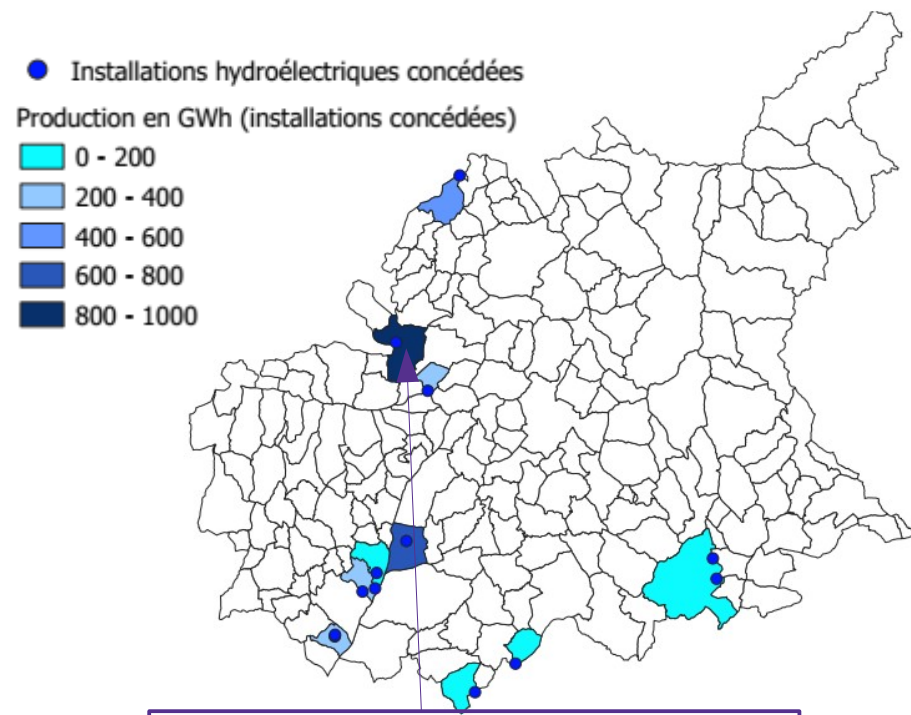 Installations hydroélectriques concédées
Production en GWh (installations concédées)
0 - 200
200 - 400
400 - 600
600 - 800
800 - 1000